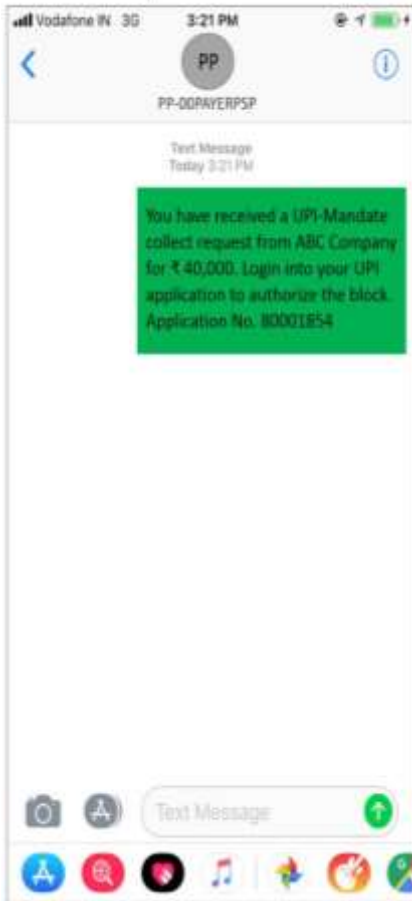 Vodafone IN 3G 3:21 PM
PP
PP-DDPAYERPSP
Text Message
Today 3:21 PM
You have received a UPI-Mandate
collect request from ABC Company
for ₹ 40,000. Login into your UPI
application to authorize the block.
Application No. 80001854
Text Message